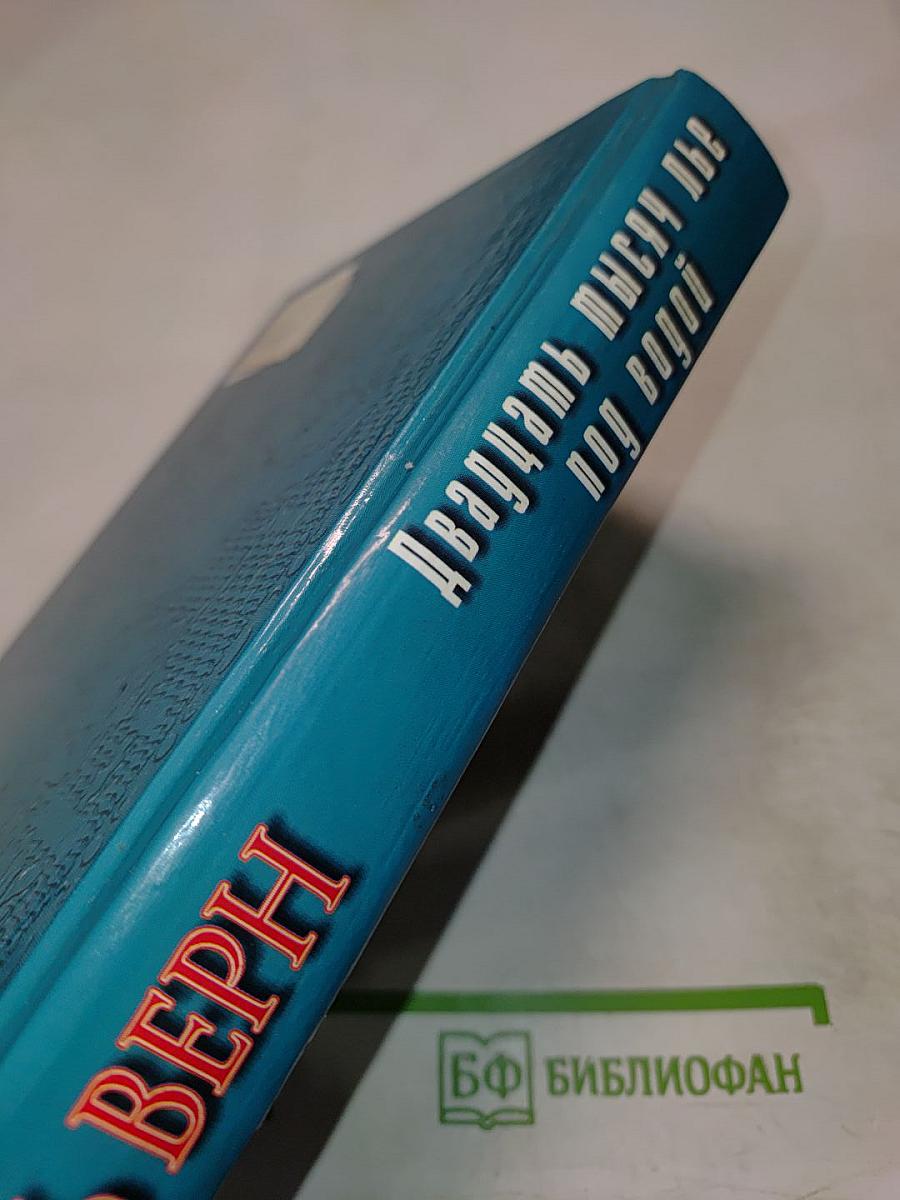 Двадцать тысяч лье
под водой
Ь ВЕРН
БФ БИБЛИОФАН